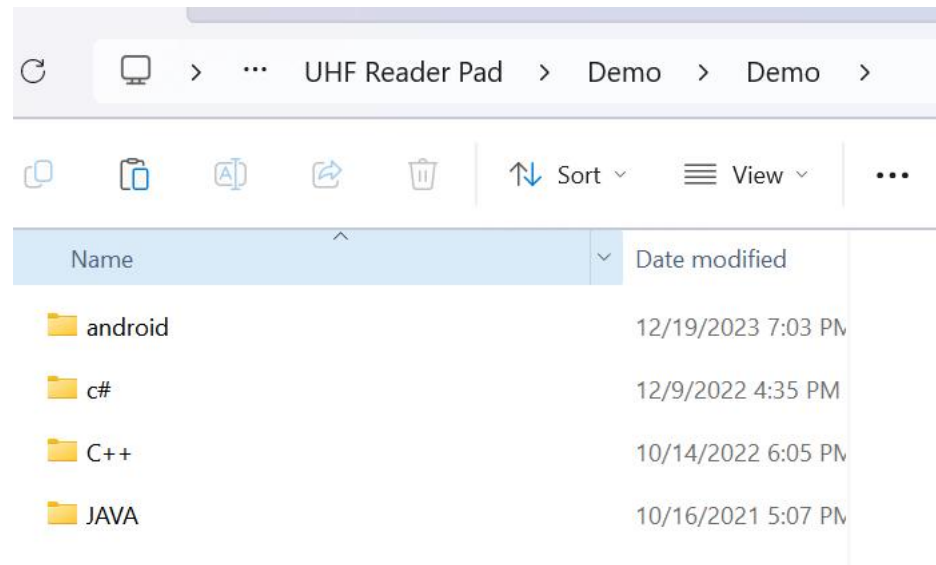 > ... UHF Reader Pad > Demo > Demo >
Sort View ...
Name Date modified
android 12/19/2023 7:03 PM
c# 12/9/2022 4:35 PM
C++ 10/14/2022 6:05 PM
JAVA 10/16/2021 5:07 PM